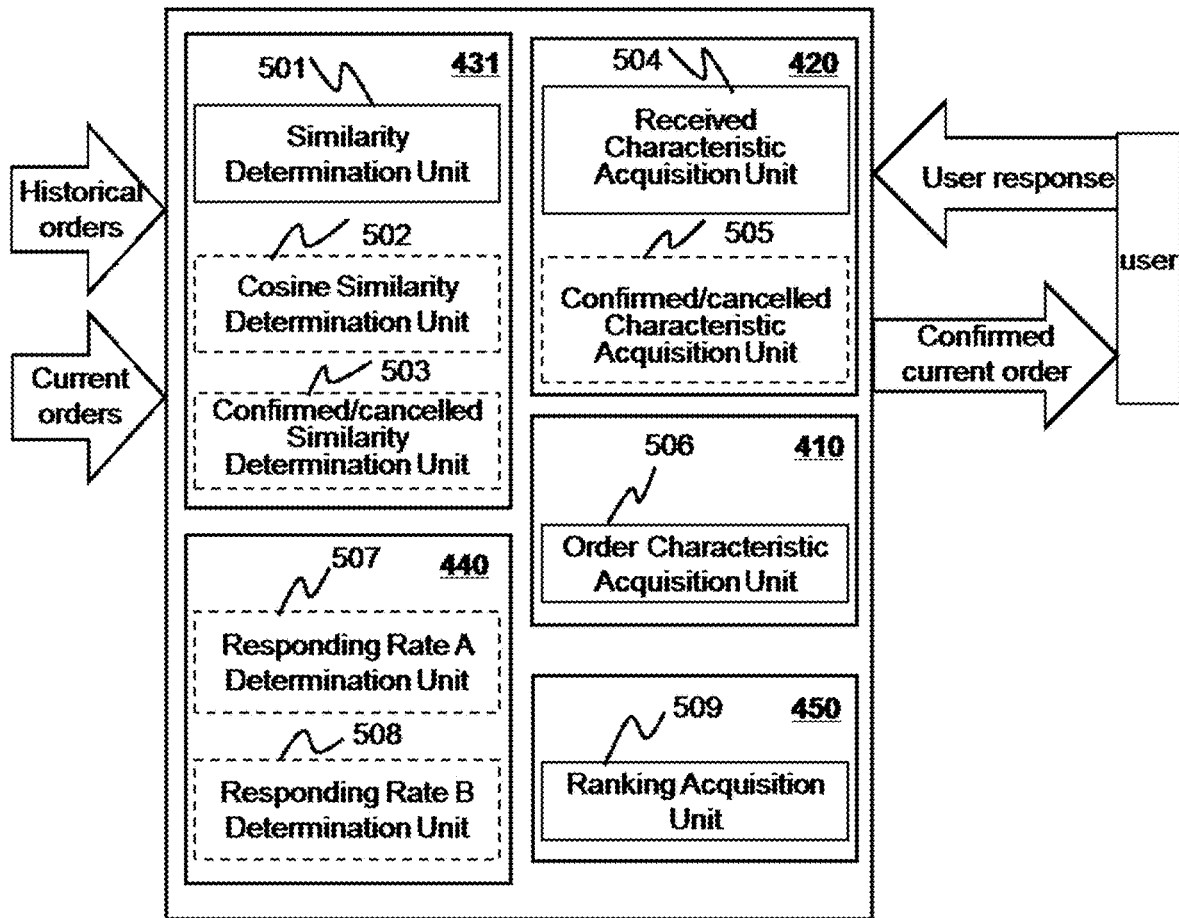 Historical
orders
Current
orders
501
431
Similarity
Determination Unit
502
Cosine Similarity
Determination Unit
503
Confirmed/cancelled
Similarity
Determination Unit
504
420
Received
Characteristic
Acquisition Unit
505
Confirmed/cancelled
Characteristic
Acquisition Unit
506
410
Order Characteristic
Acquisition Unit
507
440
Responding Rate A
Determination Unit
508
Responding Rate B
Determination Unit
509
450
Ranking Acquisition
Unit
User response
user
Confirmed
current order